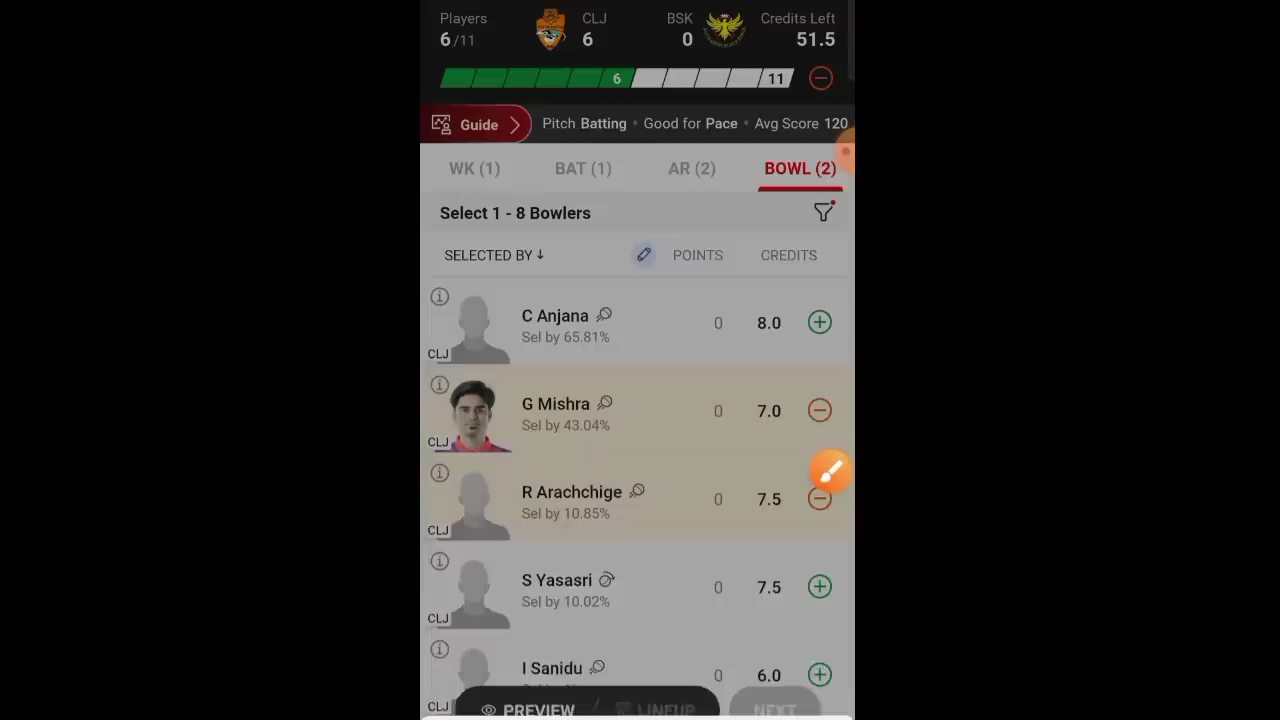 Players CLJ BSK Credits Left
6 /11 6 0 51.5
6 11
Guide Pitch Batting • Good for Pace • Avg Score 120
WK (1) BAT (1) AR (2) BOWL (2)
Select 1 - 8 Bowlers
SELECTED BY ↓ POINTS CREDITS
C Anjana
Sel by 65.81%
0 8.0
CLJ
G Mishra
Sel by 43.04%
0 7.0
CLJ
R Arachchige
Sel by 10.85%
0 7.5
CLJ
S Yasasri
Sel by 10.02%
0 7.5
CLJ
I Sanidu
0 6.0
CLJ
PREVIEW / LINEUP NEXT